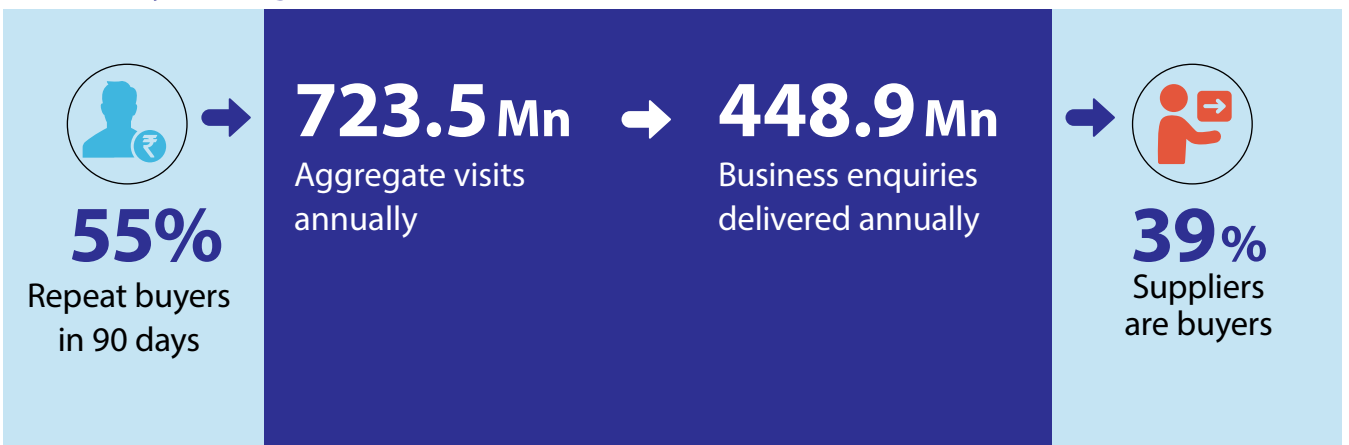 723.5 Mn
Aggregate visits
annually
448.9 Mn
Business enquiries
delivered annually
₹
55%
Repeat buyers
in 90 days
39%
Suppliers
are buyers